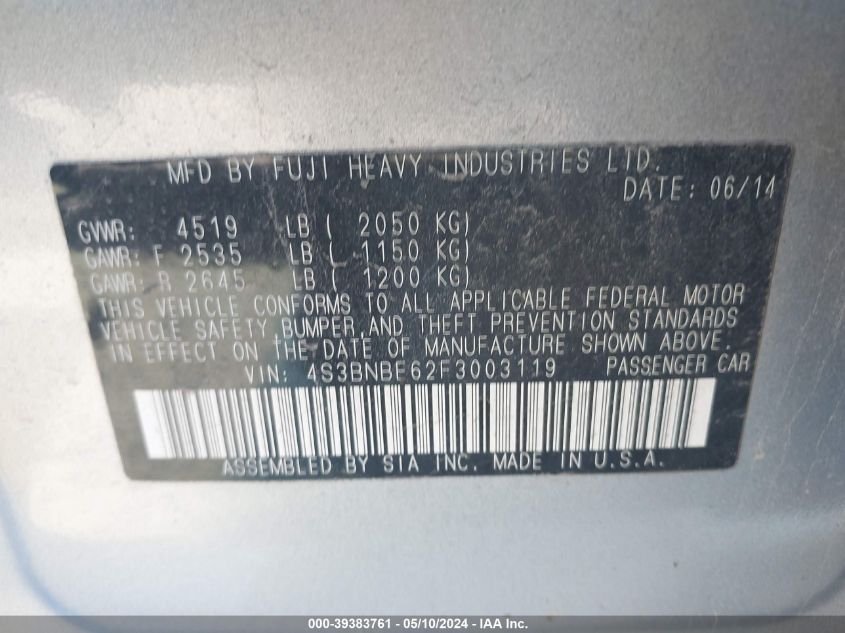 MFD BY FUJI HEAVY INDUSTRIES LTD.
DATE: 06/14
GVWR: 4519 LB ( 2050 KG)
GAWR: F 2535 LB ( 1150 KG)
GAWR: R 2645 LB ( 1200 KG)
THIS VEHICLE CONFORMS TO ALL APPLICABLE FEDERAL MOTOR
VEHICLE SAFETY, BUMPER, AND THEFT PREVENTION STANDARDS
IN EFFECT ON THE DATE OF MANUFACTURE SHOWN ABOVE.
VIN: 4S3BNBE62F3003119 PASSENGER CAR
ASSEMBLED BY SIA INC. MADE IN U.S.A.
000-39383761 - 05/10/2024 - IAA Inc.